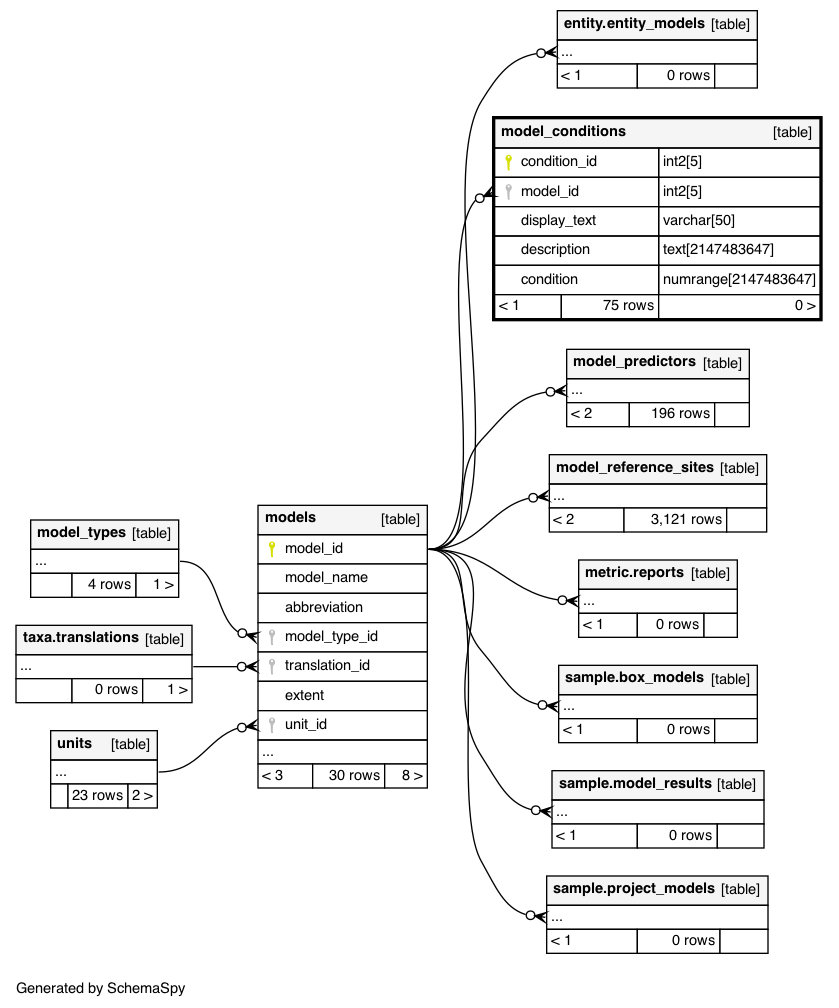 entity.entity_models [table]
...
< 1 0 rows
model_conditions [table]
condition_id int2[5]
model_id int2[5]
display_text varchar[50]
description text[2147483647]
condition numrange[2147483647]
< 1 75 rows 0 >
model_predictors [table]
...
< 2 196 rows
model_reference_sites [table]
...
< 2 3,121 rows
model_types [table]
...
4 rows 1 >
taxa.translations [table]
...
0 rows 1 >
units [table]
...
23 rows 2 >
models [table]
model_id
model_name
abbreviation
model_type_id
translation_id
extent
unit_id
...
< 3 30 rows 8 >
metric.reports [table]
...
< 1 0 rows
sample.box_models [table]
...
< 1 0 rows
sample.model_results [table]
...
< 1 0 rows
sample.project_models [table]
...
< 1 0 rows
Generated by SchemaSpy